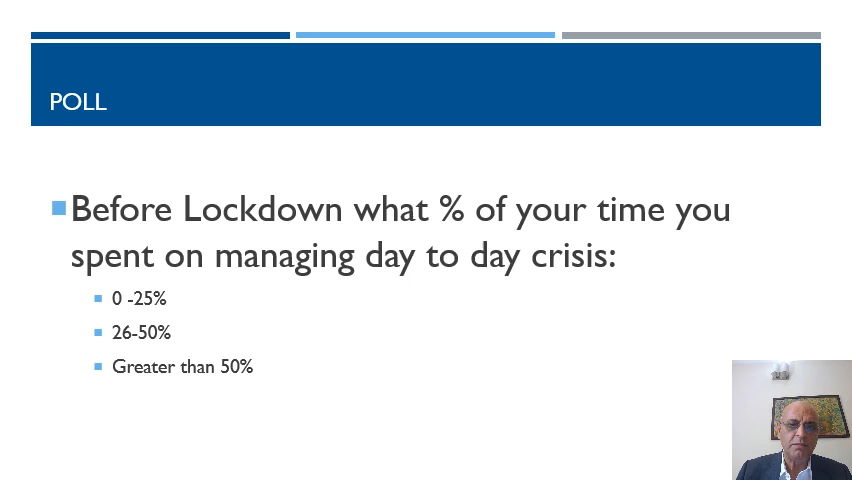 POLL
Before Lockdown what % of your time you
spent on managing day to day crisis:
0 -25%
26-50%
Greater than 50%